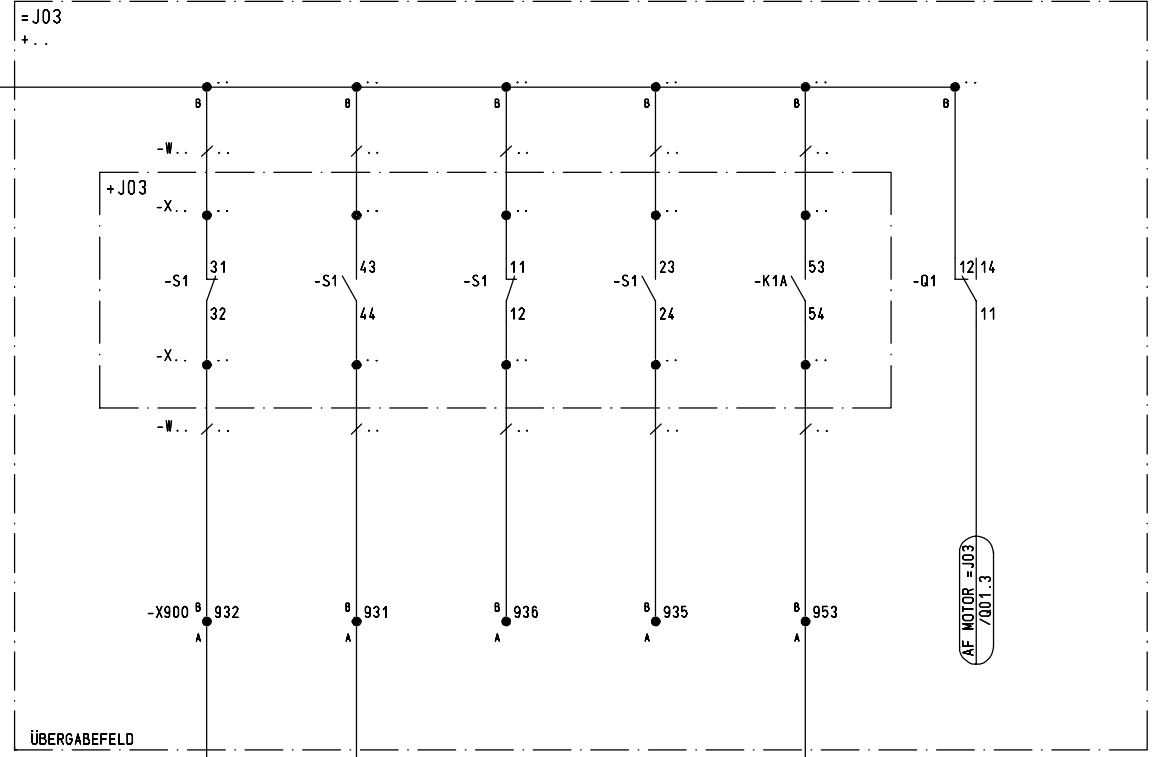 =J03
+..
.. .. .. .. .. ..
B B B B B B
-W.. .. .. .. .. ..
+J03
-X.. .. .. .. .. ..
31 43 11 23 53 12 14
-S1 -S1 -S1 -S1 -K1A -Q1
32 44 12 24 54 11
-X.. .. .. .. .. ..
-W.. .. .. .. .. ..
AF MOTOR =J03
/Q01.3
-X900 B 932 B 931 B 936 B 935 B 953
A A A A A
ÜBERGABEFELD